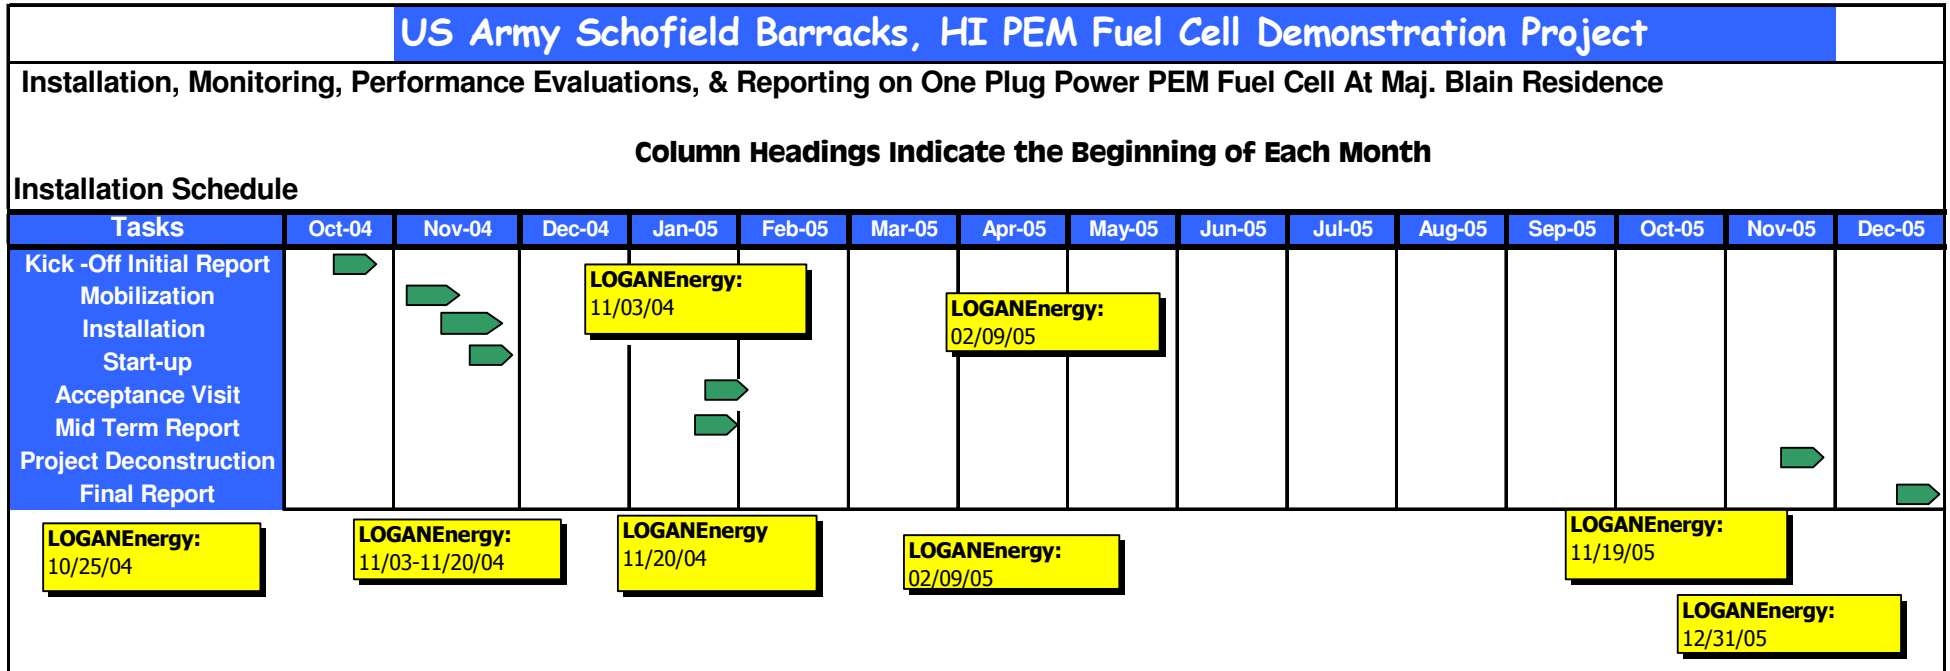 US Army Schofield Barracks, HI PEM Fuel Cell Demonstration Project
Installation, Monitoring, Performance Evaluations, & Reporting on One Plug Power PEM Fuel Cell At Maj. Blain Residence
Column Headings Indicate the Beginning of Each Month
Installation Schedule
Tasks Oct-04 Nov-04 Dec-04 Jan-05 Feb-05 Mar-05 Apr-05 May-05 Jun-05 Jul-05 Aug-05 Sep-05 Oct-05 Nov-05 Dec-05
Kick -Off Initial Report
Mobilization
Installation
Start-up
Acceptance Visit
Mid Term Report
Project Deconstruction
Final Report
LOGANEnergy:
11/03/04
LOGANEnergy:
02/09/05
LOGANEnergy:
10/25/04
LOGANEnergy:
11/03-11/20/04
LOGANEnergy
11/20/04
LOGANEnergy:
02/09/05
LOGANEnergy:
11/19/05
LOGANEnergy:
12/31/05